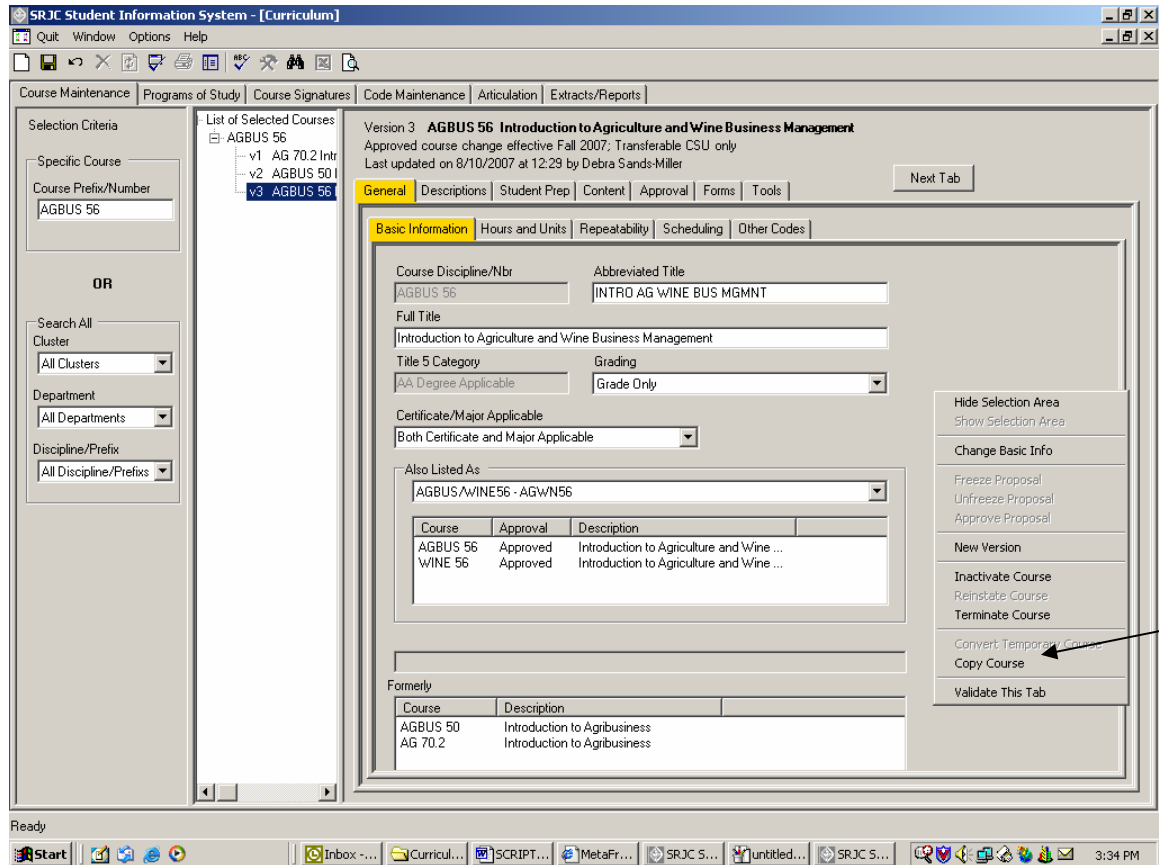 SRJC Student Information System - [Curriculum]
Quit Window Options Help
ABC
Course Maintenance Programs of Study Course Signatures Code Maintenance Articulation Extracts/Reports
Selection Criteria
Specific Course
Course Prefix/Number
AGBUS 56
OR
Search All
Cluster
All Clusters
Department
All Departments
Discipline/Prefix
All Discipline/Prefixs
List of Selected Courses
AGBUS 56
v1 AG 70.2 Intr
v2 AGBUS 50 I
v3 AGBUS 56 I
Version 3 AGBUS 56 Introduction to Agriculture and Wine Business Management
Approved course change effective Fall 2007; Transferable CSU only
Last updated on 8/10/2007 at 12:29 by Debra Sands-Miller
Next Tab
General Descriptions Student Prep Content Approval Forms Tools
Basic Information Hours and Units Repeatability Scheduling Other Codes
Course Discipline/Nbr Abbreviated Title
AGBUS 56 INTRO AG WINE BUS MGMNT
Full Title
Introduction to Agriculture and Wine Business Management
Title 5 Category Grading
AA Degree Applicable Grade Only
Certificate/Major Applicable
Both Certificate and Major Applicable
Also Listed As
AGBUS/WINE56 - AGWN56
Course Approval Description
AGBUS 56 Approved Introduction to Agriculture and Wine ...
WINE 56 Approved Introduction to Agriculture and Wine ...
Formerly
Course Description
AGBUS 50 Introduction to Agribusiness
AG 70.2 Introduction to Agribusiness
Hide Selection Area
Show Selection Area
Change Basic Info
Freeze Proposal
Unfreeze Proposal
Approve Proposal
New Version
Inactivate Course
Reinstate Course
Terminate Course
Convert Temporary Course
Copy Course
Validate This Tab
Ready
Start Inbox -... Curricul... SCRIPT... MetaFr... SRJC S... untitled... SRJC S... 3:34 PM